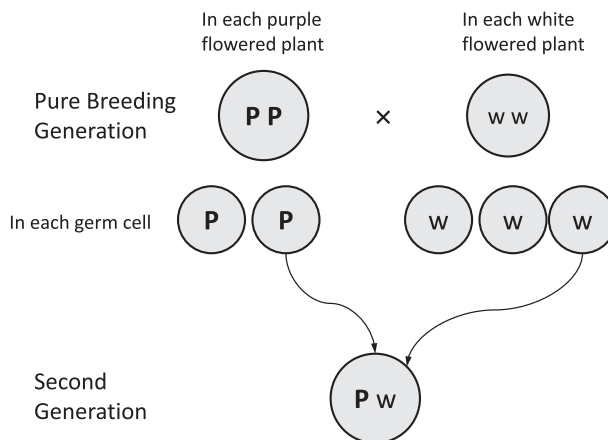 In each purple
flowered plant
In each white
flowered plant
Pure Breeding
Generation
P P
×
w w
In each germ cell
P
P
w
w
w
Second
Generation
P w